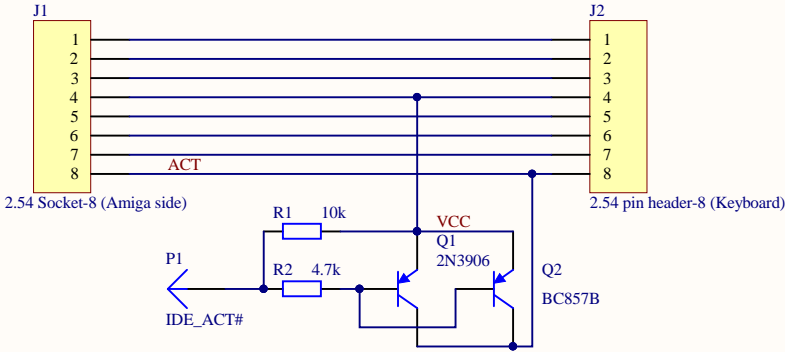 J1
J2
1
1
2
2
3
3
4
4
5
5
6
6
7
7
ACT
8
8
2.54 Socket-8 (Amiga side)
2.54 pin header-8 (Keyboard)
R1 10k
VCC
Q1
2N3906
P1
R2 4.7k
Q2
BC857B
IDE_ACT#